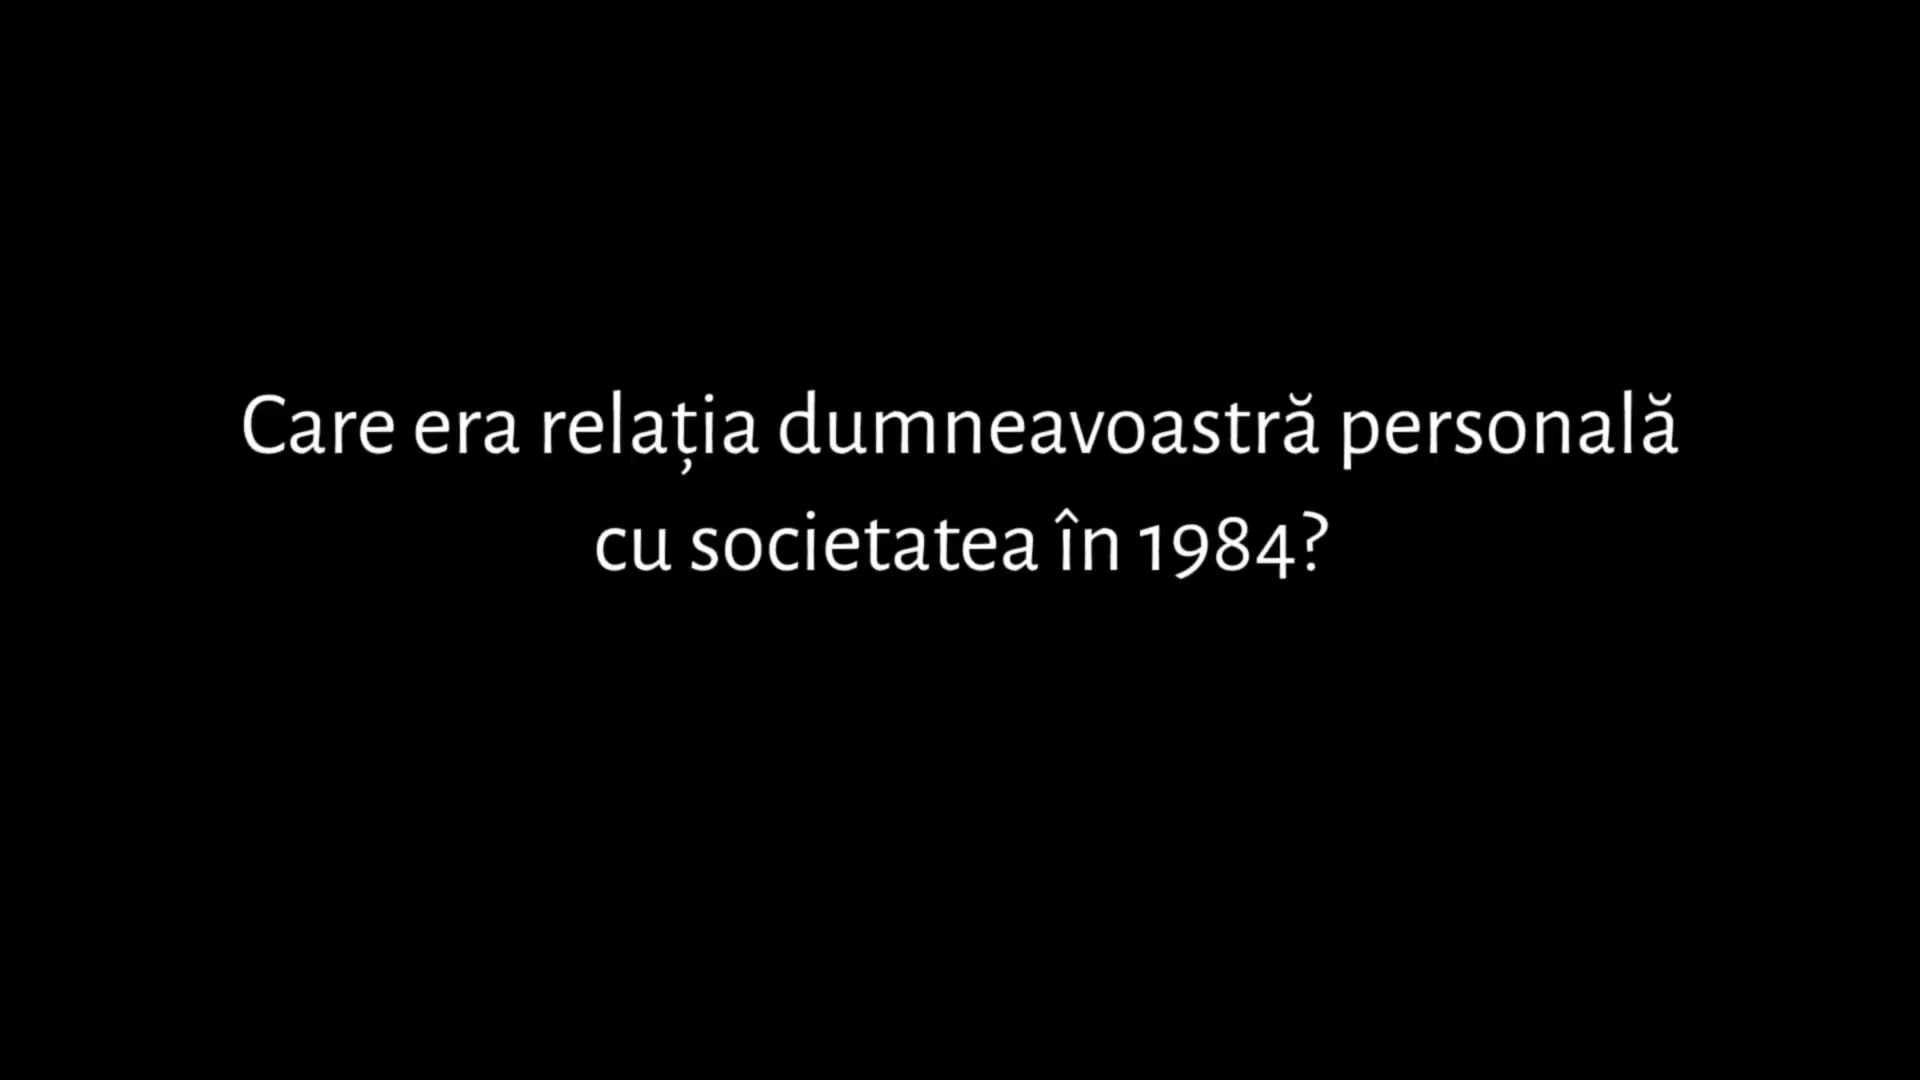 Care era relația dumneavoastră personală
cu societatea în 1984?